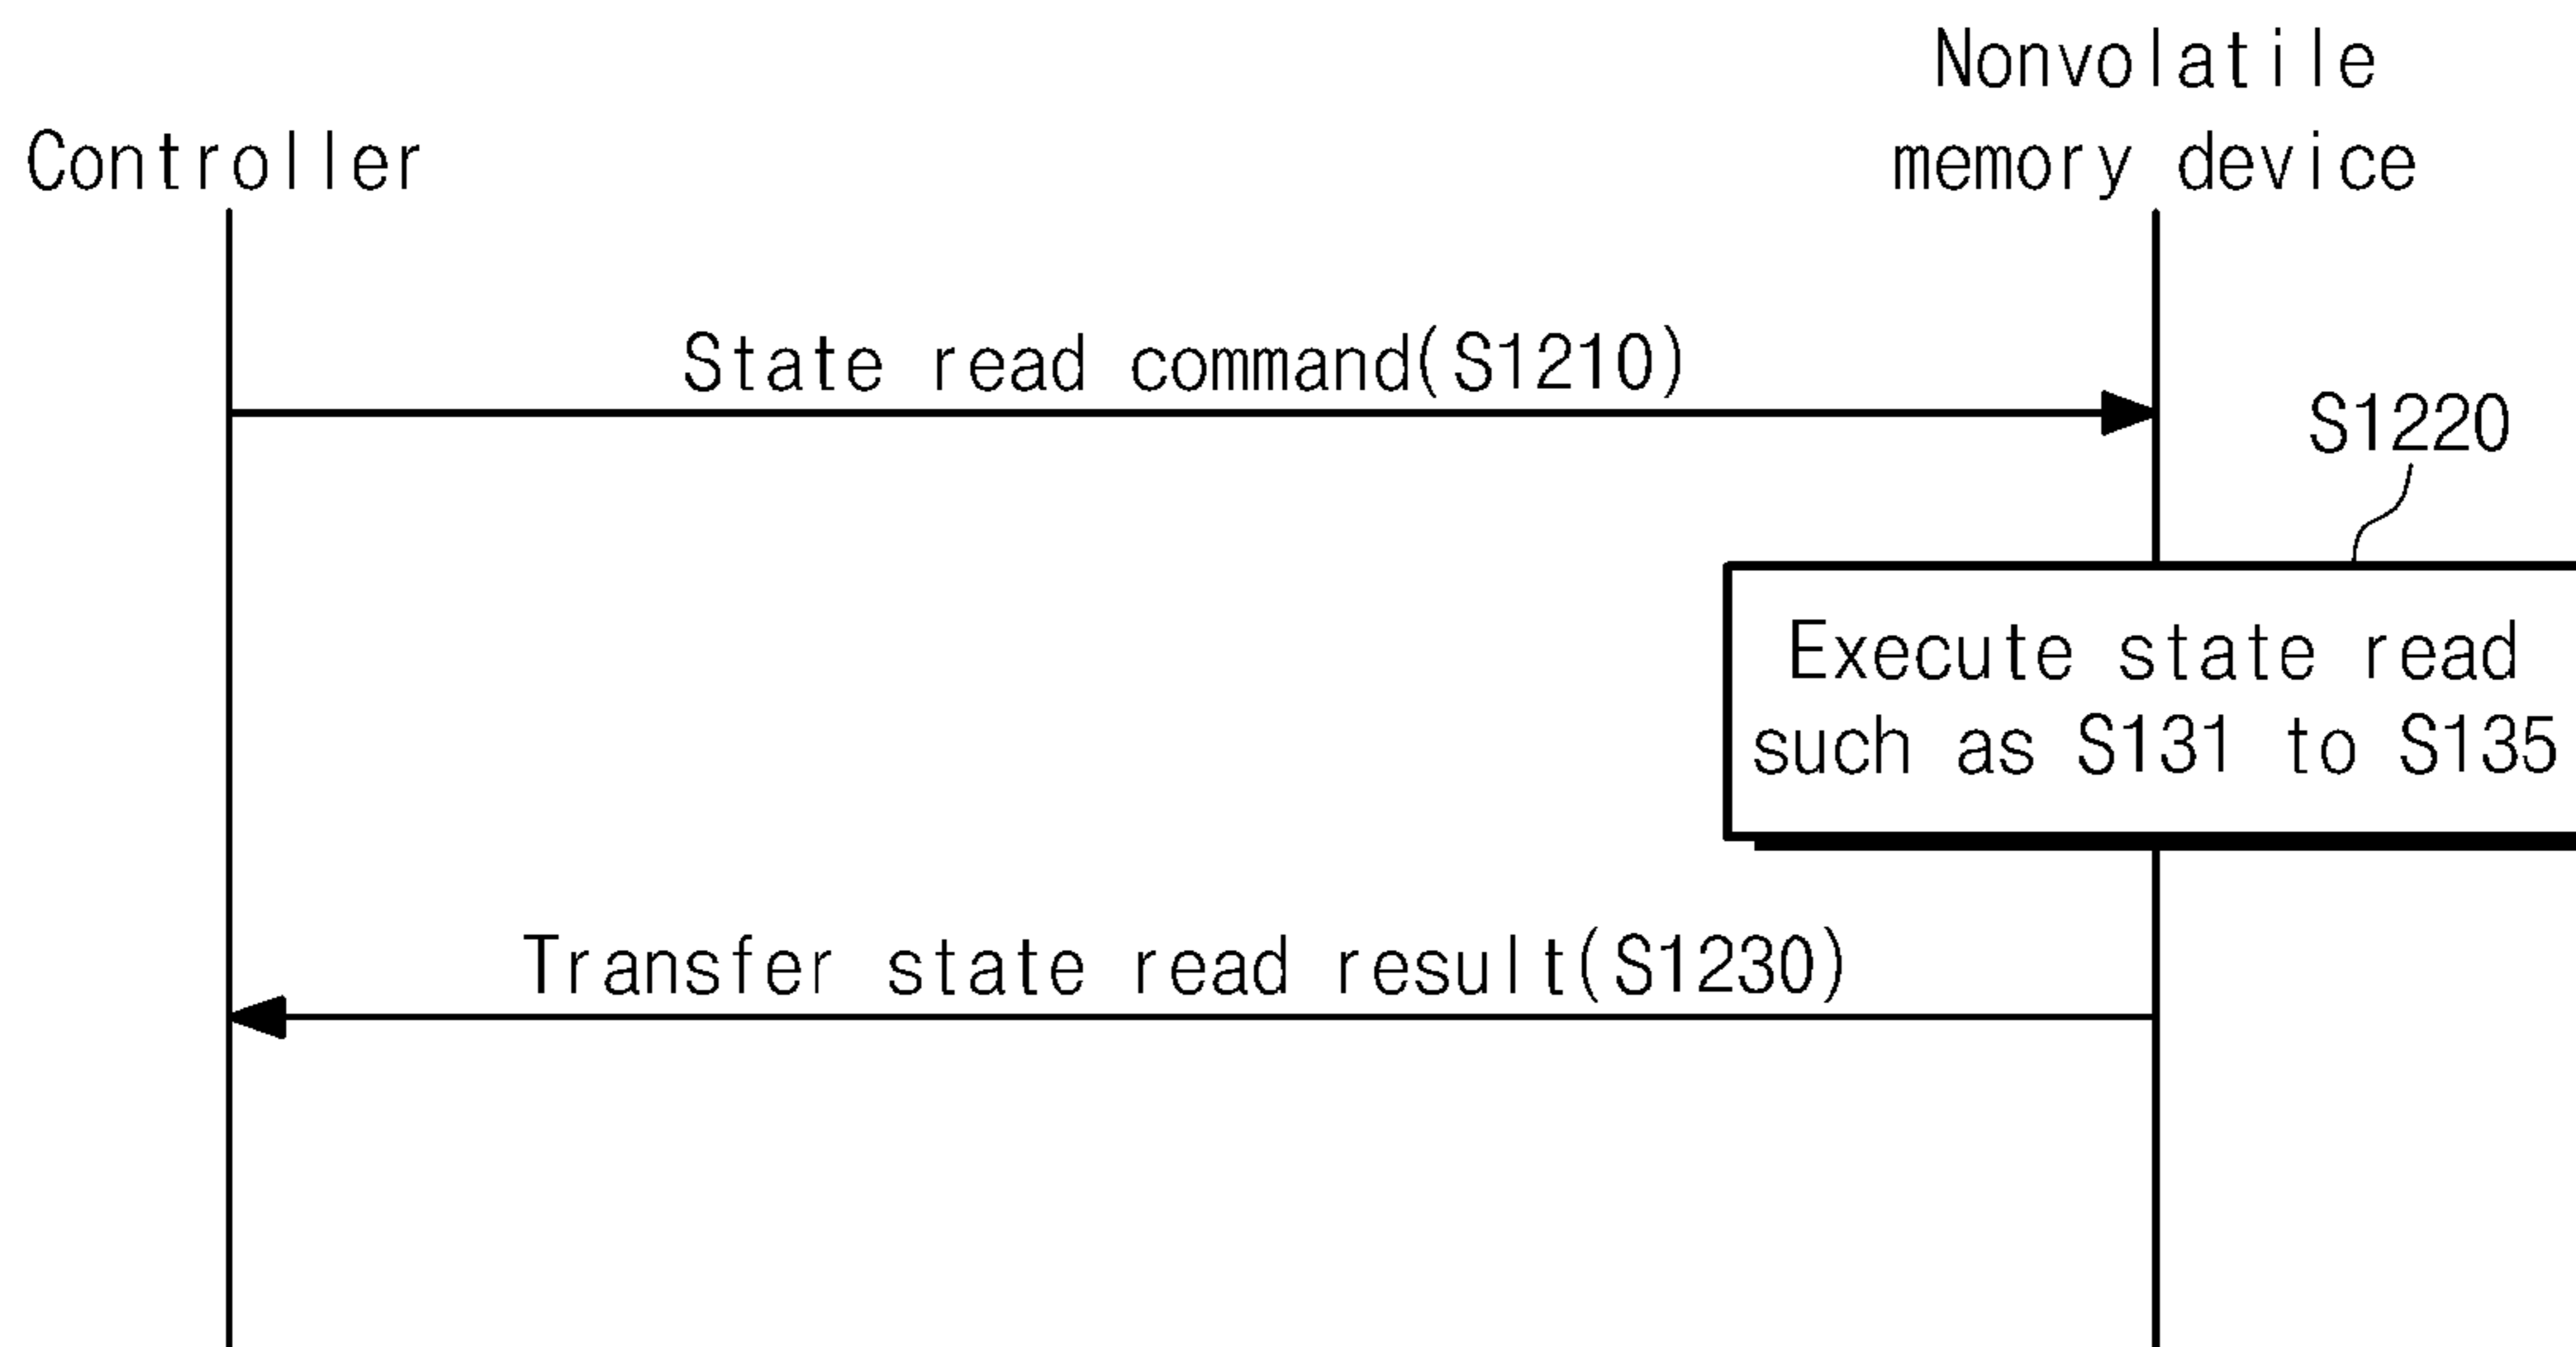 Controller
Nonvolatile
memory device
State read command(S1210)
S1220
Execute state read
such as S131 to S135
Transfer state read result(S1230)